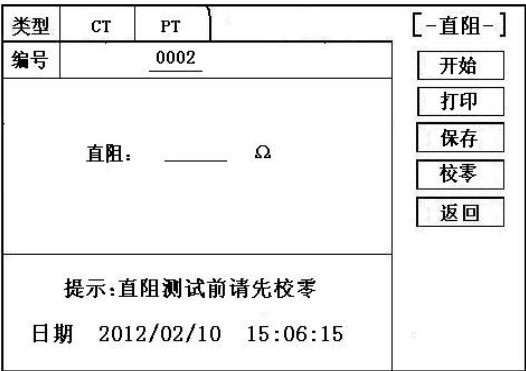 类型 CT PT [-直阻-]
编号 0002
开始
打印
保存
校零
返回
直阻: Ω
提示:直阻测试前请先校零
日期 2012/02/10 15:06:15